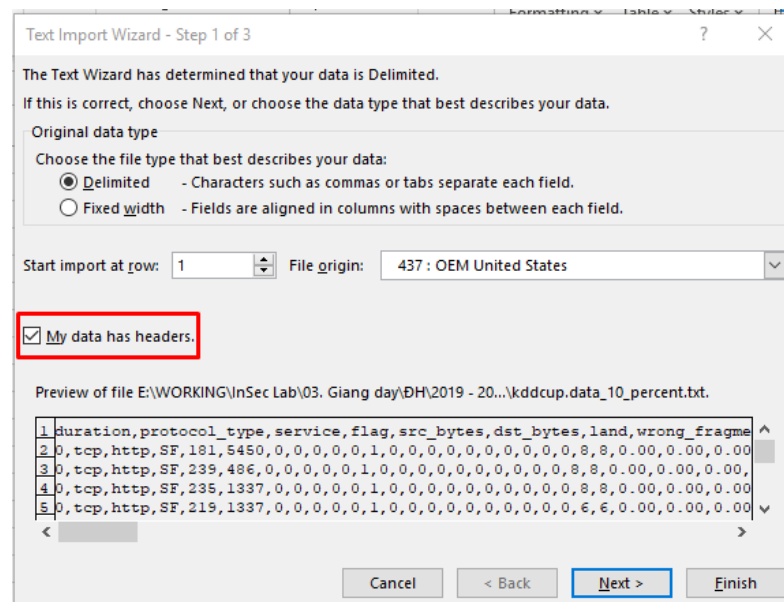 Formatting Table Styles
Text Import Wizard - Step 1 of 3 ?
The Text Wizard has determined that your data is Delimited.
If this is correct, choose Next, or choose the data type that best describes your data.
Original data type
Choose the file type that best describes your data:
Delimited - Characters such as commas or tabs separate each field.
Fixed width - Fields are aligned in columns with spaces between each field.
Start import at row: 1 File origin: 437 : OEM United States
My data has headers.
Preview of file E:\WORKING\InSec Lab\03. Giang day\ĐH\2019 - 20...\kddcup.data_10_percent.txt.
1 duration,protocol_type,service,flag,src_bytes,dst_bytes,land,wrong_fragme
2 0,tcp,http,SF,181,5450,0,0,0,0,0,1,0,0,0,0,0,0,0,0,0,0,8,8,0.00,0.00,0.00
3 0,tcp,http,SF,239,486,0,0,0,0,0,1,0,0,0,0,0,0,0,0,0,0,8,8,0.00,0.00,0.00,
4 0,tcp,http,SF,235,1337,0,0,0,0,0,1,0,0,0,0,0,0,0,0,0,0,8,8,0.00,0.00,0.00
5 0,tcp,http,SF,219,1337,0,0,0,0,0,1,0,0,0,0,0,0,0,0,0,0,6,6,0.00,0.00,0.00
Cancel < Back Next > Finish